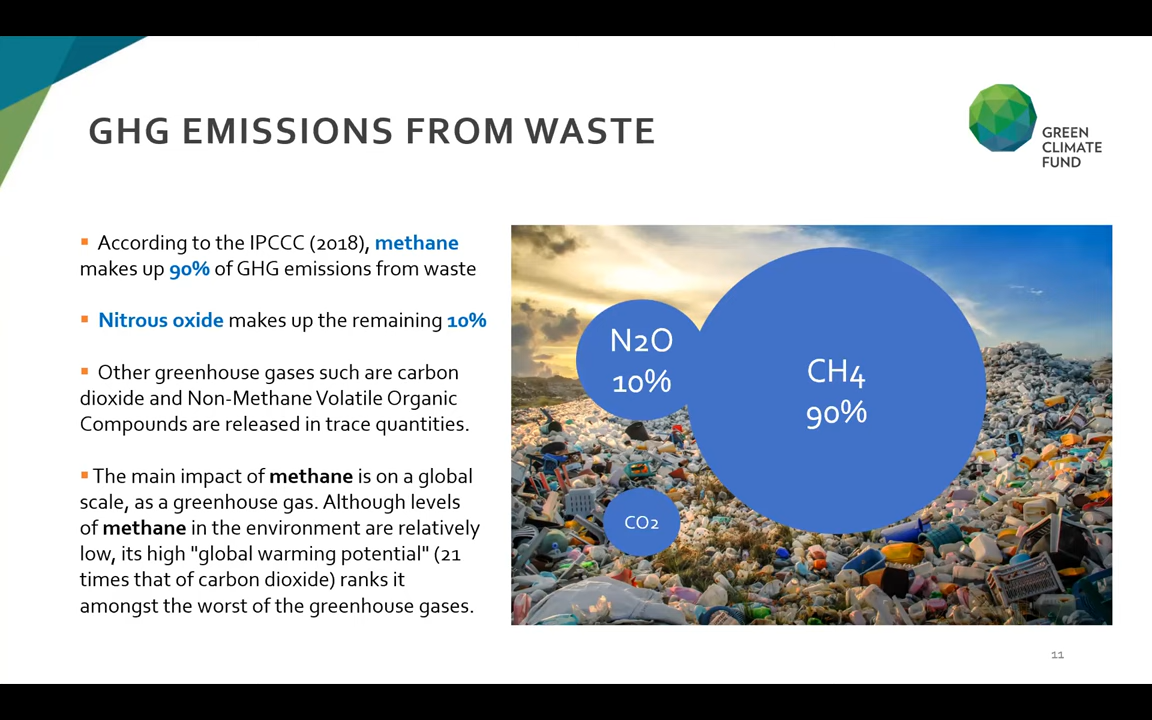 GHG EMISSIONS FROM WASTE
GREEN
CLIMATE
FUND
▪ According to the IPCCC (2018), methane
makes up 90% of GHG emissions from waste
▪ Nitrous oxide makes up the remaining 10%
▪ Other greenhouse gases such are carbon
dioxide and Non-Methane Volatile Organic
Compounds are released in trace quantities.
▪ The main impact of methane is on a global
scale, as a greenhouse gas. Although levels
of methane in the environment are relatively
low, its high "global warming potential" (21
times that of carbon dioxide) ranks it
amongst the worst of the greenhouse gases.
N2O
10%
CH4
90%
CO2
11